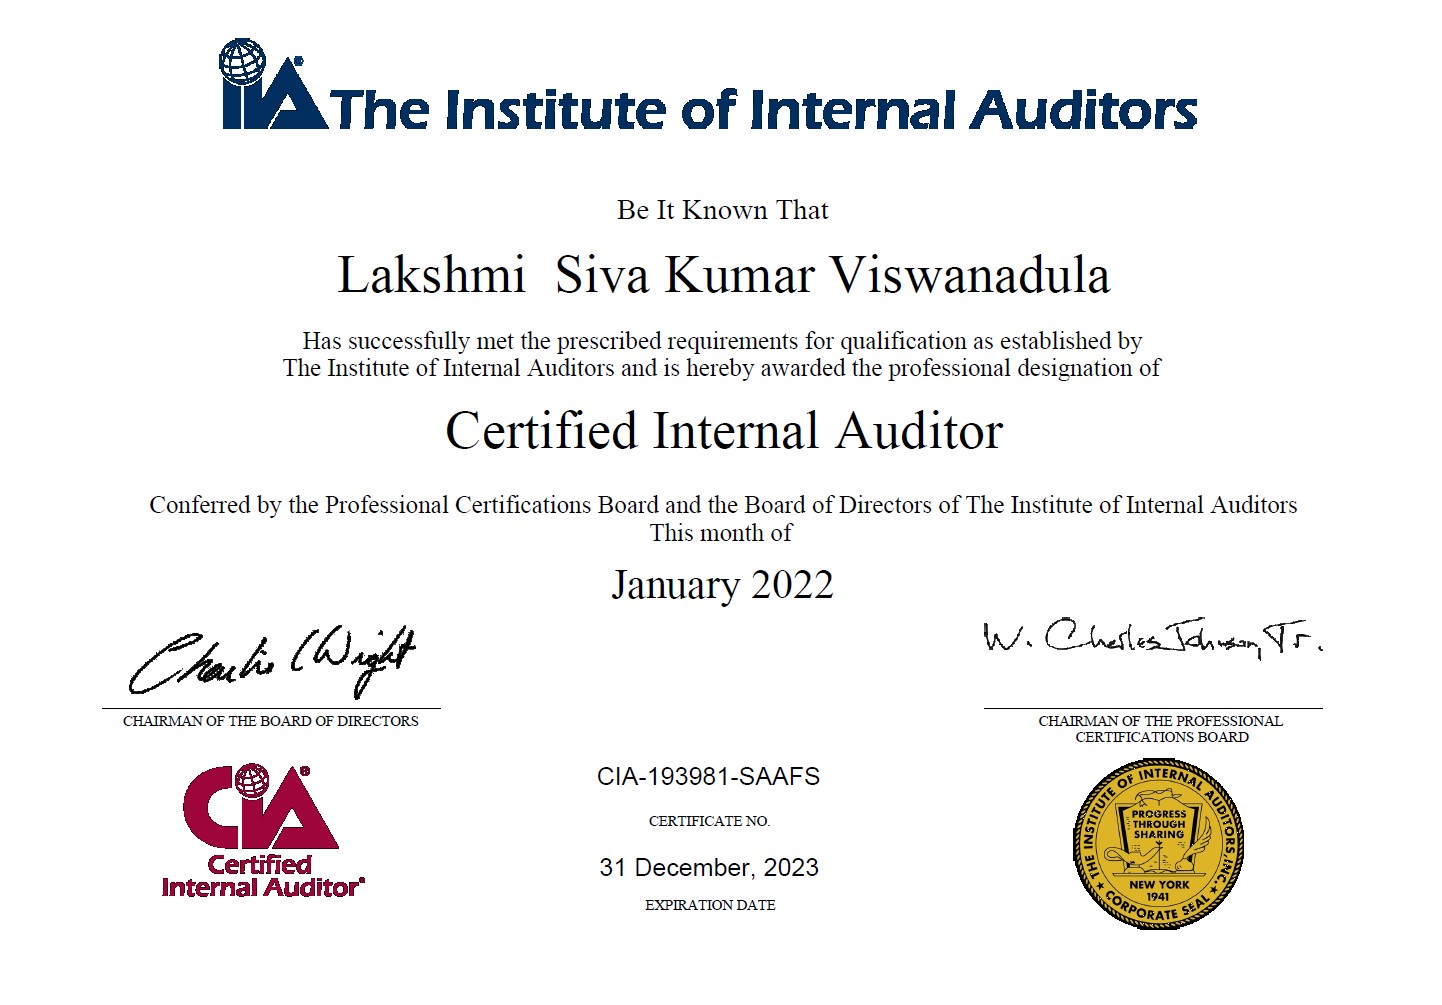 IIA® The Institute of Internal Auditors
Be It Known That
Lakshmi  Siva Kumar Viswanadula
Has successfully met the prescribed requirements for qualification as established by
The Institute of Internal Auditors and is hereby awarded the professional designation of
Certified Internal Auditor
Conferred by the Professional Certifications Board and the Board of Directors of The Institute of Internal Auditors
This month of
January 2022
Charlie Wright
W. Charles Johnson, Jr.
CHAIRMAN OF THE BOARD OF DIRECTORS
CHAIRMAN OF THE PROFESSIONAL
CERTIFICATIONS BOARD
CIA®
Certified
Internal Auditor®
CIA-193981-SAAFS
CERTIFICATE NO.
31 December, 2023
EXPIRATION DATE
THE INSTITUTE OF INTERNAL AUDITORS, INC.
PROGRESS
THROUGH
SHARING
NEW YORK
1941
CORPORATE SEAL